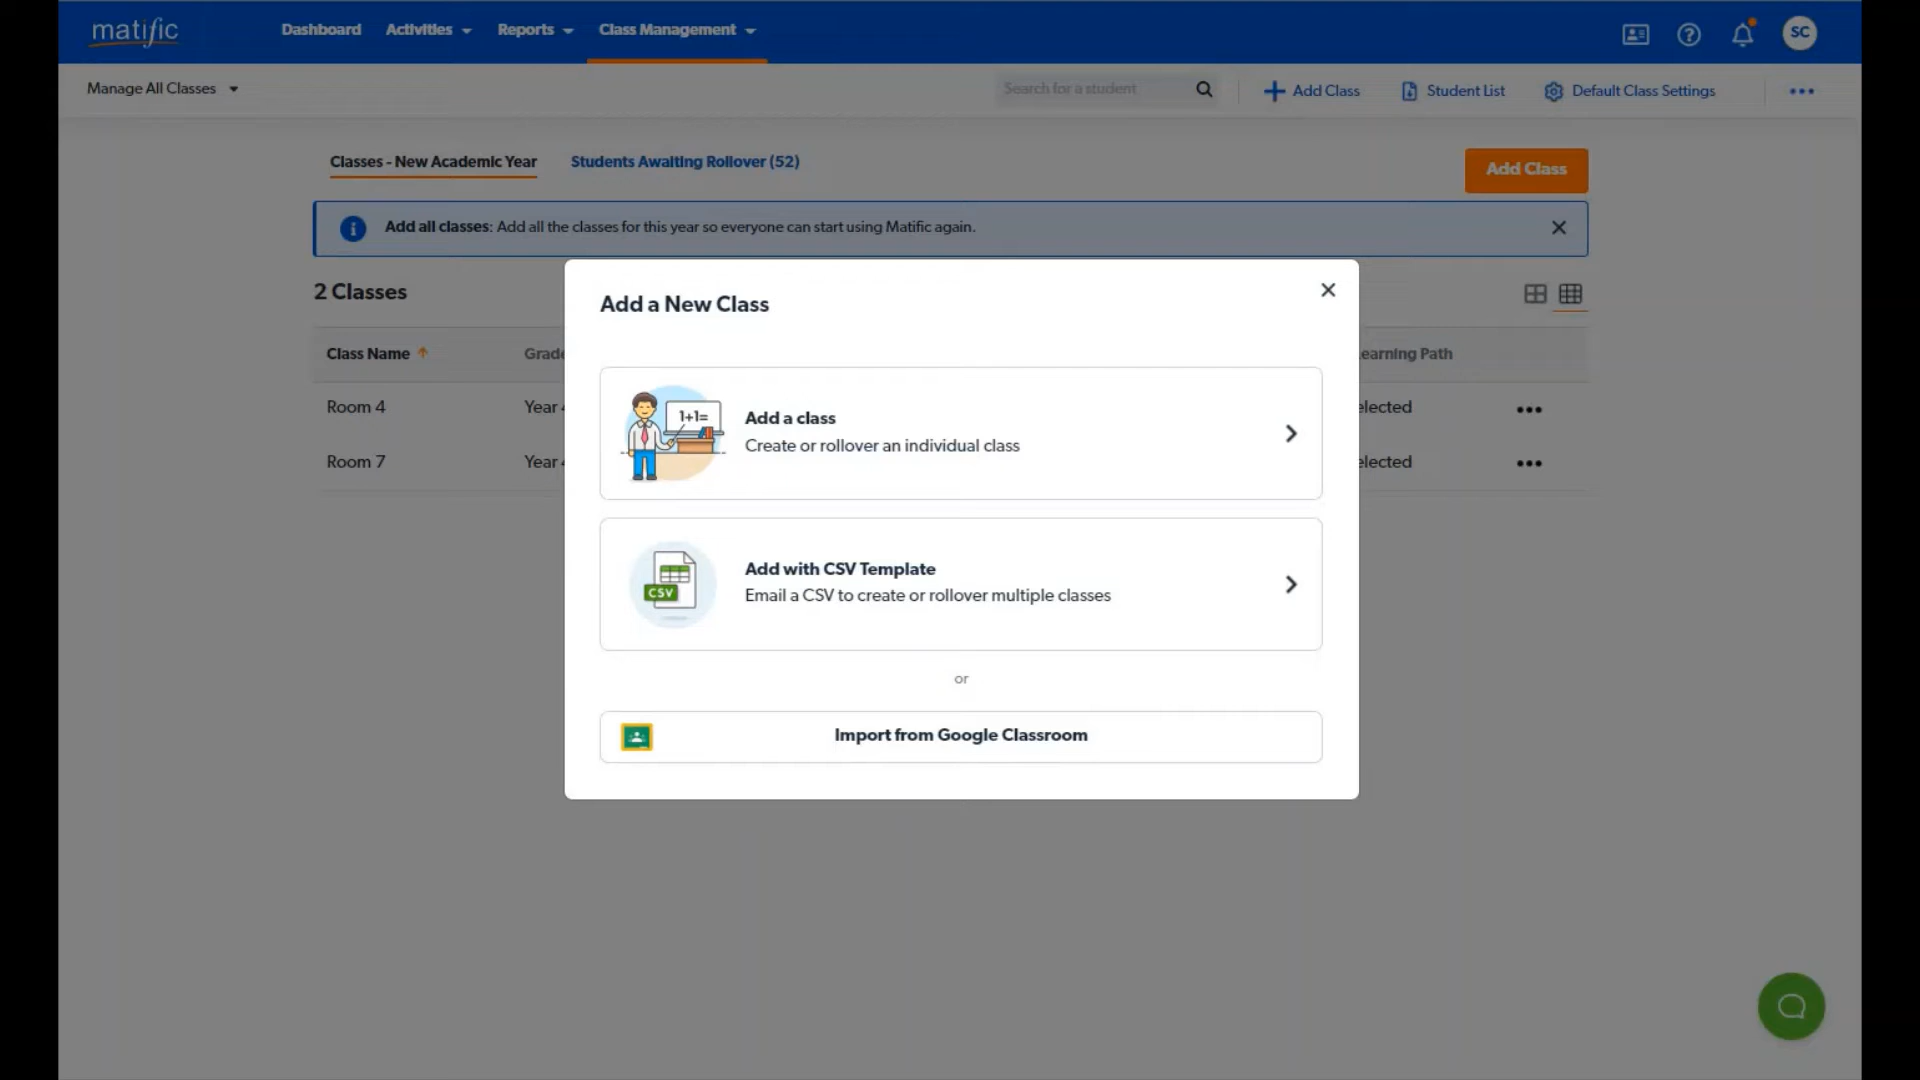 matific
Dashboard
Activities
Reports
Class Management
SC
Manage All Classes
Search for a student
Add Class
Student List
Default Class Settings
Classes - New Academic Year
Students Awaiting Rollover (52)
Add Class
Add all classes: Add all the classes for this year so everyone can start using Matific again.
2 Classes
Class Name
Grade
earning Path
Room 4
Year
elected
Room 7
Year
elected
Add a New Class
1+1=
Add a class
Create or rollover an individual class
CSV
Add with CSV Template
Email a CSV to create or rollover multiple classes
or
Import from Google Classroom